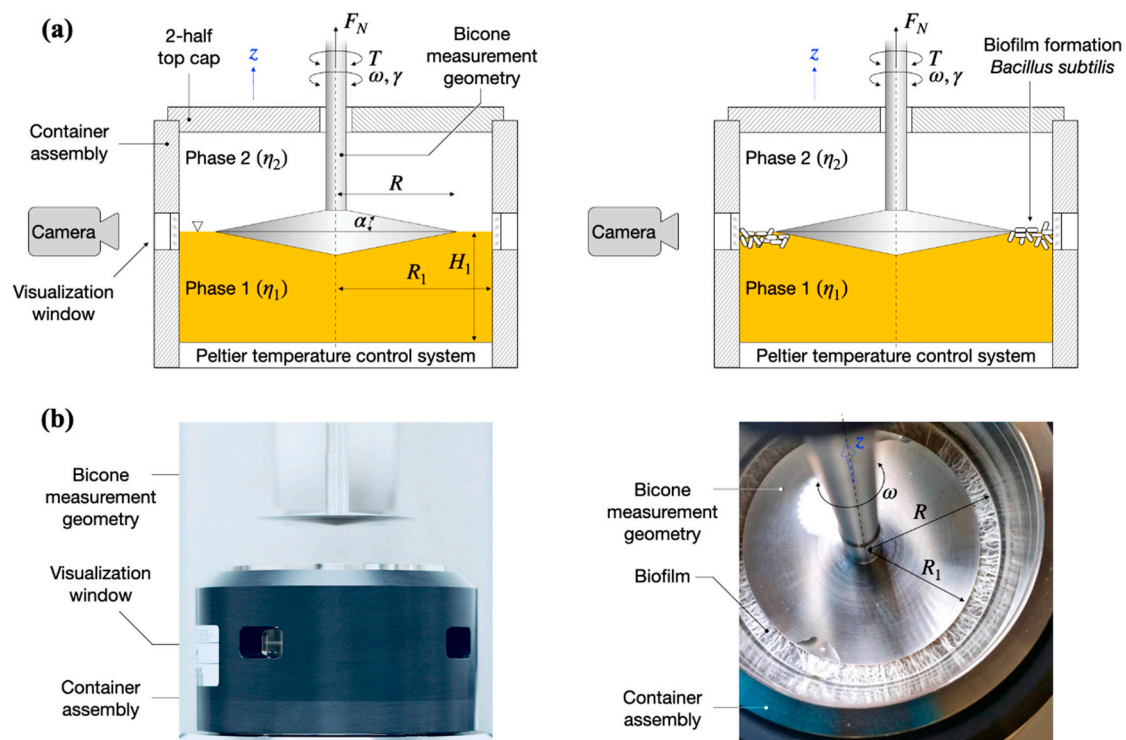 (a)
2-half
top cap
z
F_N
T
ω, γ
Bicone
measurement
geometry
Container
assembly
Phase 2 (η₂)
R
α
Camera
Visualization
window
Phase 1 (η₁)
R₁
H₁
Peltier temperature control system
z
F_N
T
ω, γ
Biofilm formation
Bacillus subtilis
Phase 2 (η₂)
Camera
Phase 1 (η₁)
Peltier temperature control system
(b)
Bicone
measurement
geometry
Visualization
window
Container
assembly
z
ω
R
R₁
Bicone
measurement
geometry
Biofilm
Container
assembly